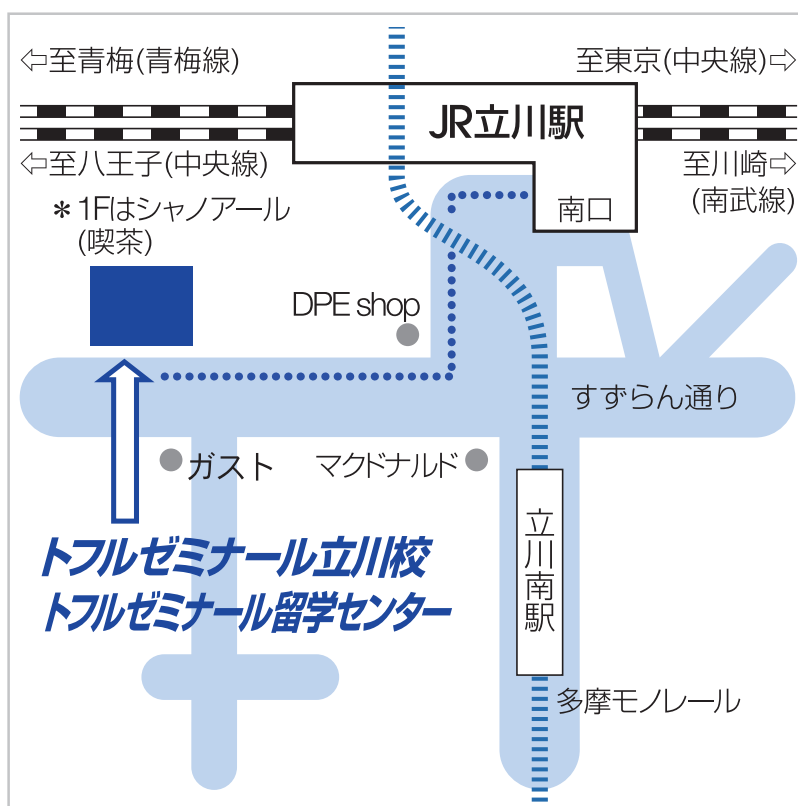 ⇦至青梅(青梅線)
至東京(中央線)⇨
JR立川駅
⇦至八王子(中央線)
至川崎⇨
(南武線)
*1Fはシャノアール
(喫茶)
南口
DPE shop
すずらん通り
ガスト
マクドナルド
立川南駅
トフルゼミナール立川校
トフルゼミナール留学センター
多摩モノレール